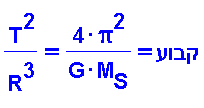 T²/R³ = 4·π²/G·M_S = קבוע